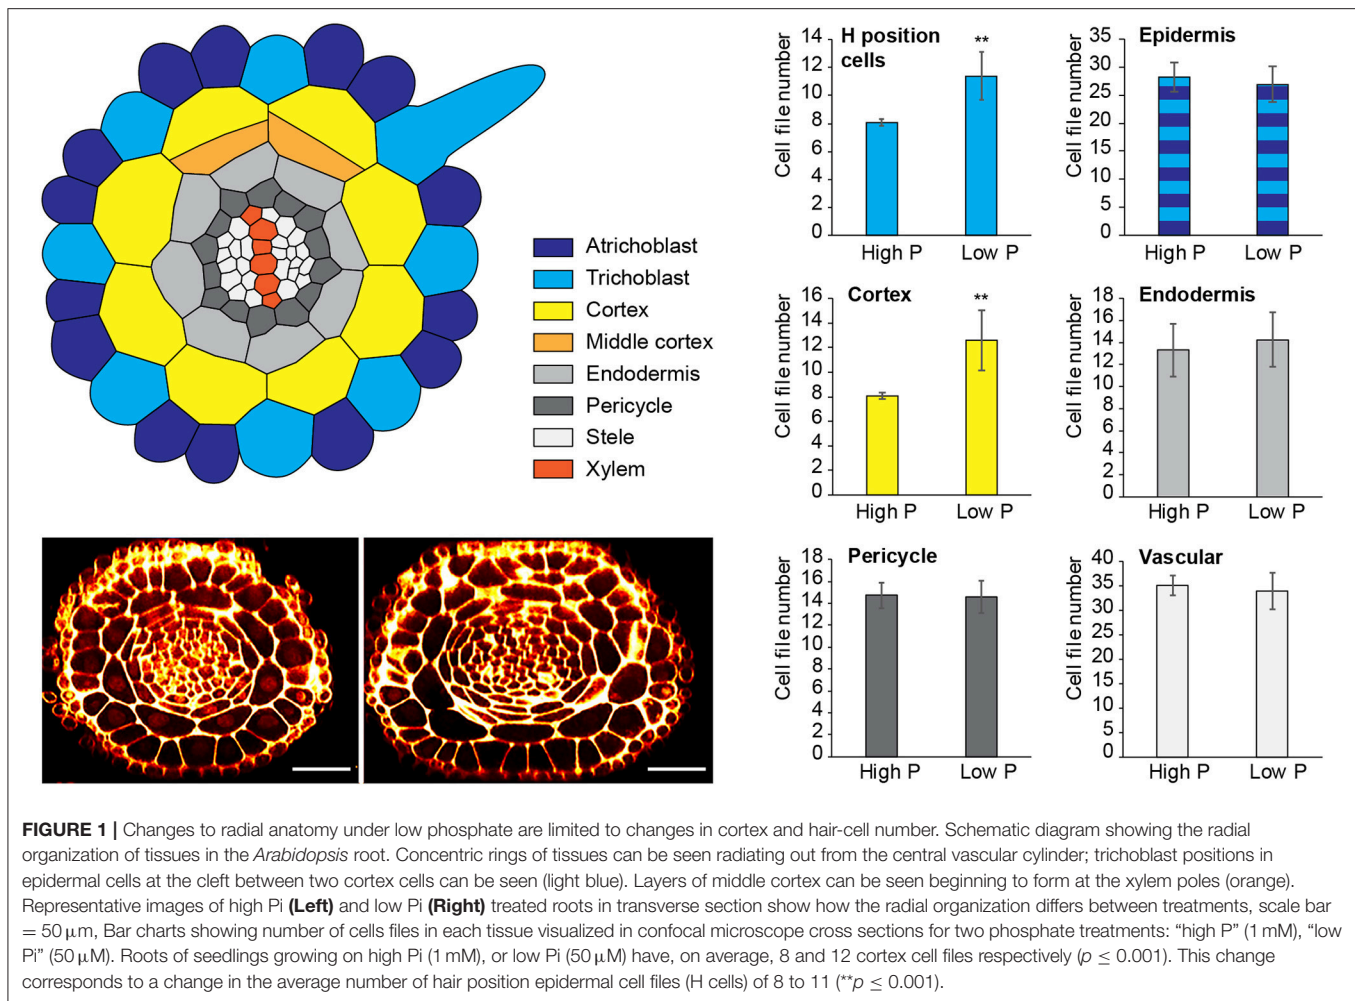 Atrichoblast
Trichoblast
Cortex
Middle cortex
Endodermis
Pericycle
Stele
Xylem
H position
cells
**
Cell file number
14
12
10
8
6
4
2
0
High P
Low P
Epidermis
Cell file number
35
30
25
20
15
10
5
0
High P
Low P
Cortex
**
Cell file number
16
14
12
10
8
6
4
2
0
High P
Low P
Endodermis
Cell file number
18
16
14
12
10
8
6
4
2
0
High P
Low P
Pericycle
Cell file number
18
16
14
12
10
8
6
4
2
0
High P
Low P
Vascular
Cell file number
40
35
30
25
20
15
10
5
0
High P
Low P
FIGURE 1 | Changes to radial anatomy under low phosphate are limited to changes in cortex and hair-cell number. Schematic diagram showing the radial
organization of tissues in the Arabidopsis root. Concentric rings of tissues can be seen radiating out from the central vascular cylinder; trichoblast positions in
epidermal cells at the cleft between two cortex cells can be seen (light blue). Layers of middle cortex can be seen beginning to form at the xylem poles (orange).
Representative images of high Pi (Left) and low Pi (Right) treated roots in transverse section show how the radial organization differs between treatments, scale bar
= 50 μm, Bar charts showing number of cells files in each tissue visualized in confocal microscope cross sections for two phosphate treatments: “high P” (1 mM), “low
Pi” (50 μM). Roots of seedlings growing on high Pi (1 mM), or low Pi (50 μM) have, on average, 8 and 12 cortex cell files respectively (p ≤ 0.001). This change
corresponds to a change in the average number of hair position epidermal cell files (H cells) of 8 to 11 (**p ≤ 0.001).